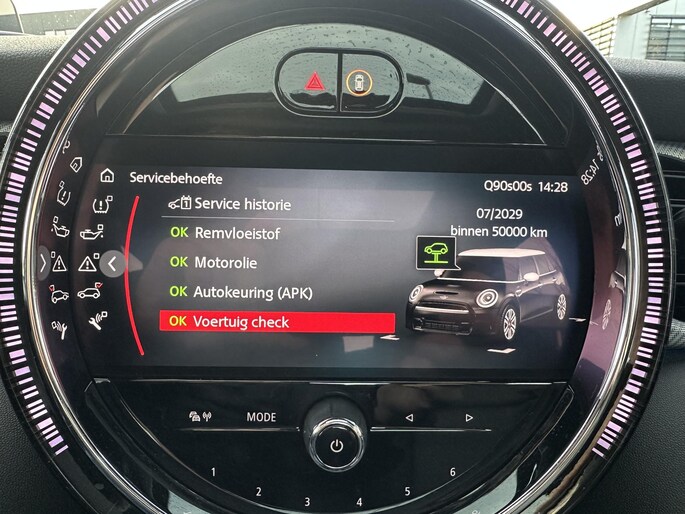 Servicebehoefte
Q90s00s 14:28
Service historie
07/2029
binnen 50000 km
OK Remvloeistof
OK Motorolie
OK Autokeuring (APK)
OK Voertuig check
MODE
1 2 3 4 5 6